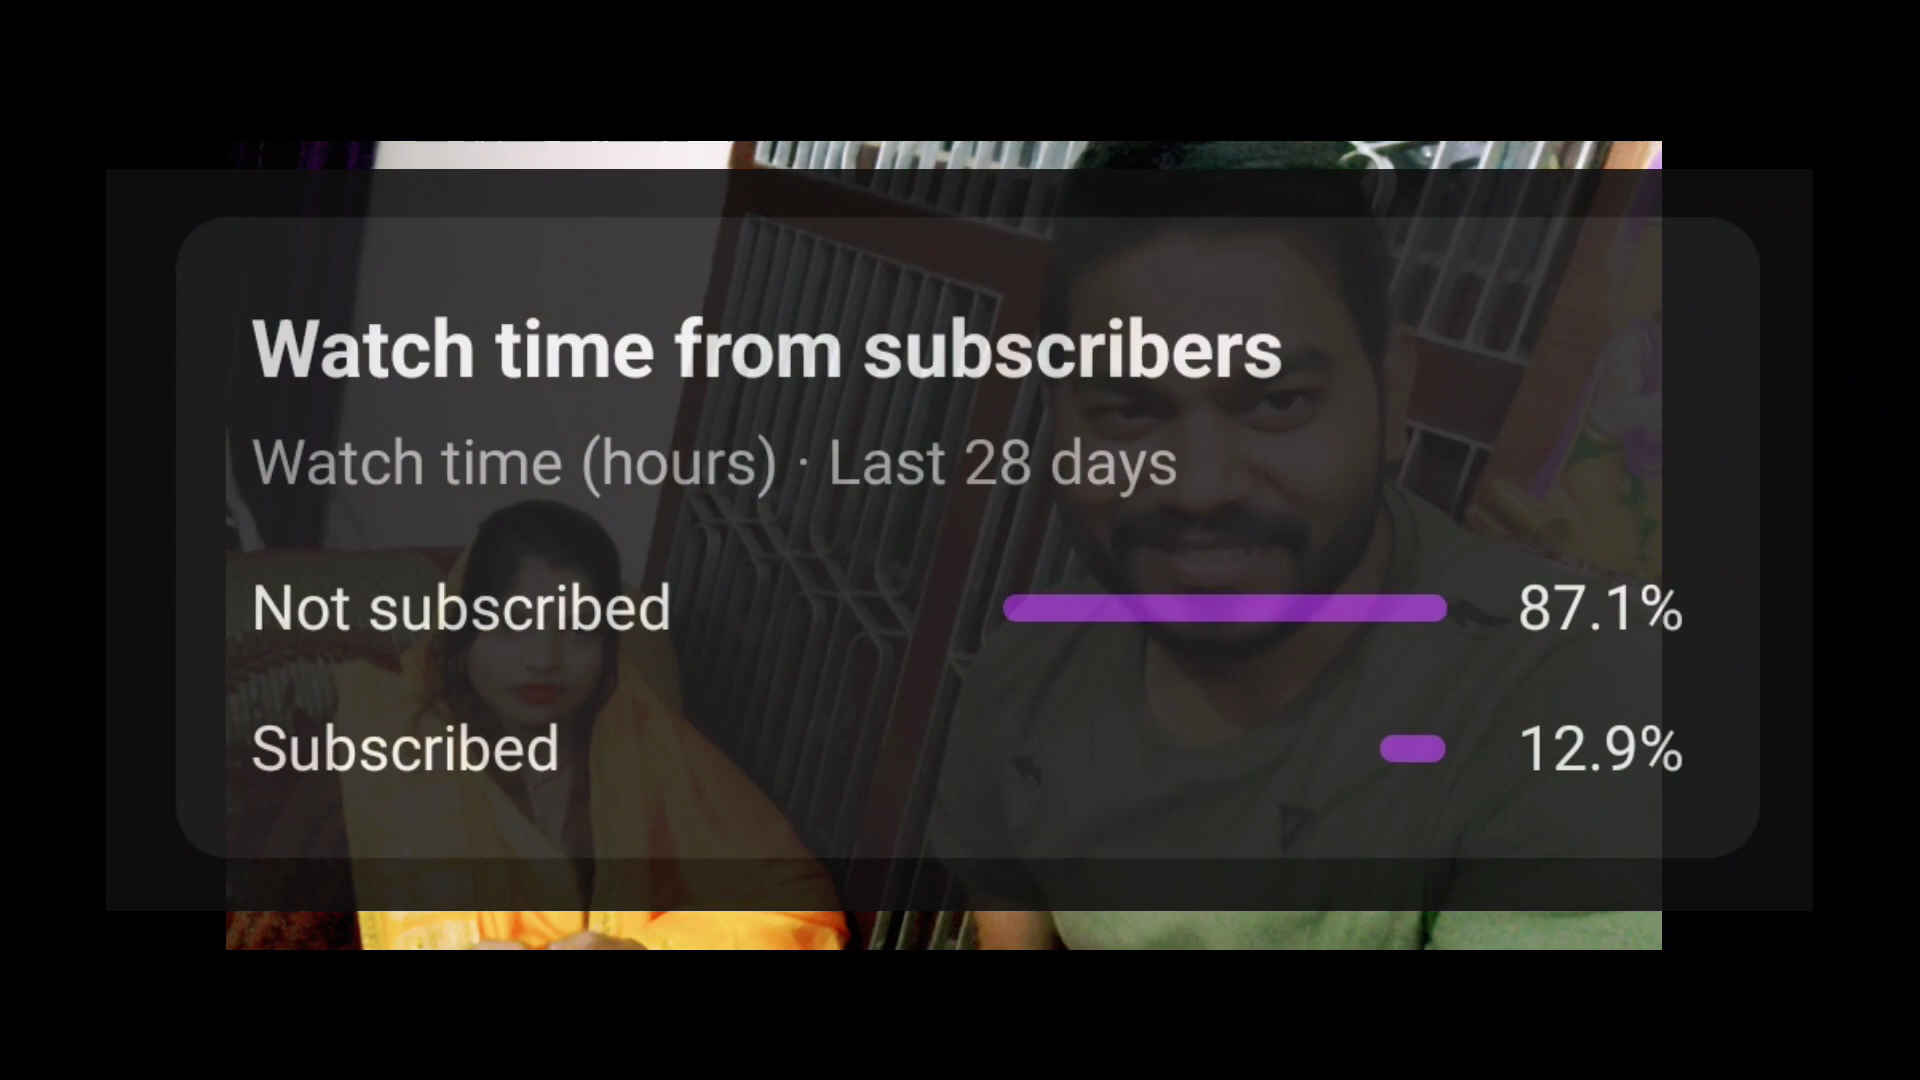 Watch time from subscribers
Watch time (hours) · Last 28 days
Not subscribed 87.1%
Subscribed 12.9%